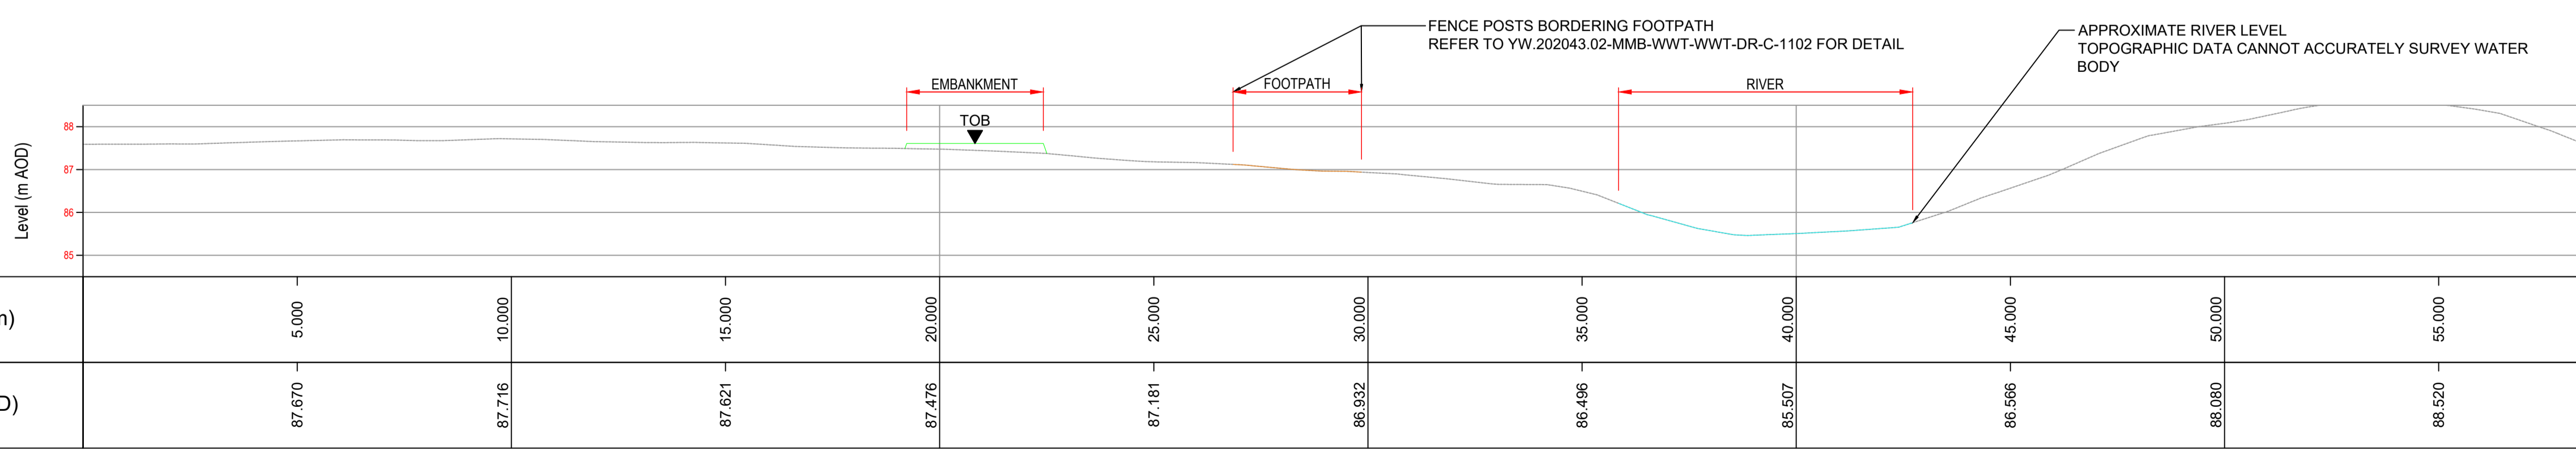 FENCE POSTS BORDERING FOOTPATH
REFER TO YW.202043.02-MMB-WWT-WWT-DR-C-1102 FOR DETAIL
APPROXIMATE RIVER LEVEL
TOPOGRAPHIC DATA CANNOT ACCURATELY SURVEY WATER
BODY
EMBANKMENT
FOOTPATH
RIVER
TOB
Level (m AOD)
88
87
86
85
m)
5.000
10.000
15.000
20.000
25.000
30.000
35.000
40.000
45.000
50.000
55.000
D)
87.670
87.716
87.621
87.476
87.181
86.932
86.496
85.507
86.566
88.080
88.520